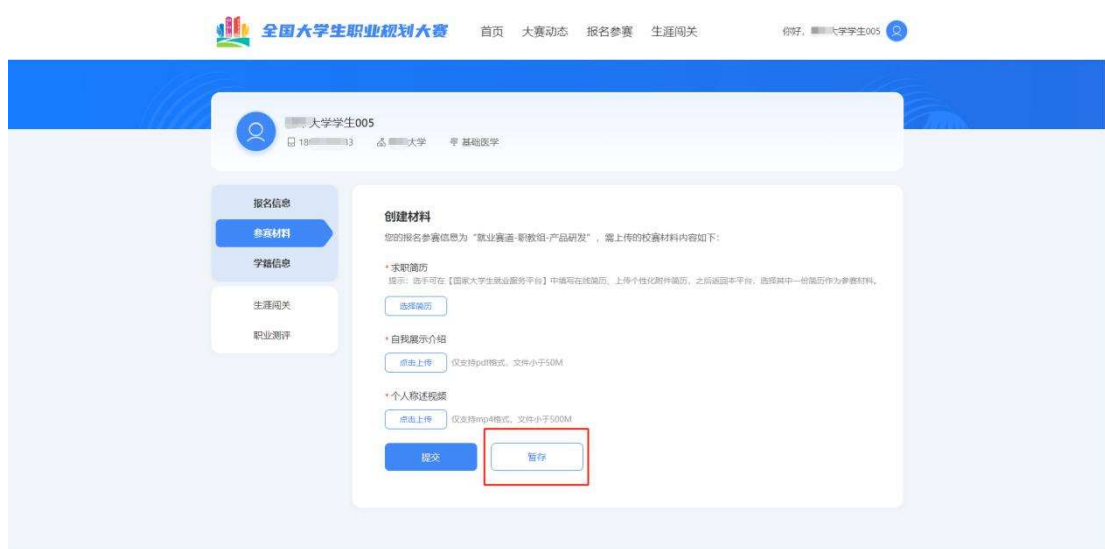 全国大学生职业规划大赛 首页 大赛动态 报名参赛 生涯闯关 你好, 大学学生005
大学学生005
18 3 大学 基础医学
报名信息
参赛材料
学籍信息
生涯闯关
职业测评
创建材料
您的报名参赛信息为“就业赛道-职教组-产品研发”,需上传的校赛材料内容如下:
*求职简历
提示:选手可在【国家大学生就业服务平台】中填写在线简历、上传个性化附件简历,之后返回本平台,选择其中一份简历作为参赛材料。
选择简历
*自我展示介绍
点击上传 仅支持pdf格式,文件小于50M
*个人称述视频
点击上传 仅支持mp4格式,文件小于500M
提交 暂存